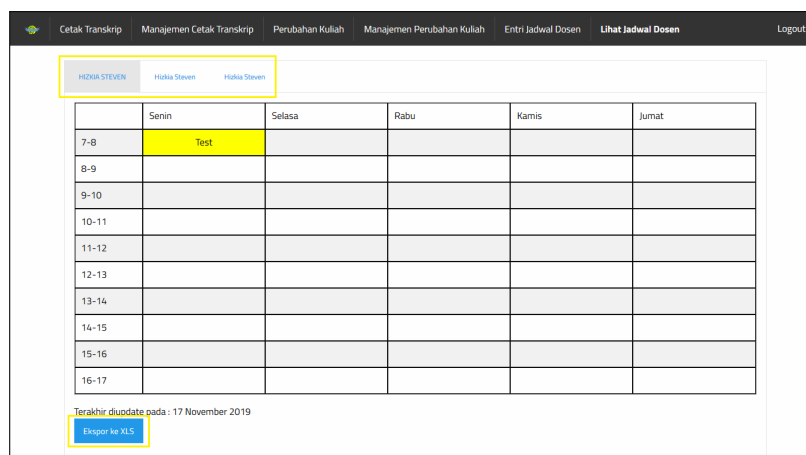 Cetak Transkrip Manajemen Cetak Transkrip Perubahan Kuliah Manajemen Perubahan Kuliah Entri Jadwal Dosen Lihat Jadwal Dosen Logout
HIZKIA STEVEN Hizkia Steven Hizkia Steven
Senin Selasa Rabu Kamis Jumat
7-8 Test
8-9
9-10
10-11
11-12
12-13
13-14
14-15
15-16
16-17
Terakhir diupdate pada : 17 November 2019
Ekspor ke XLS